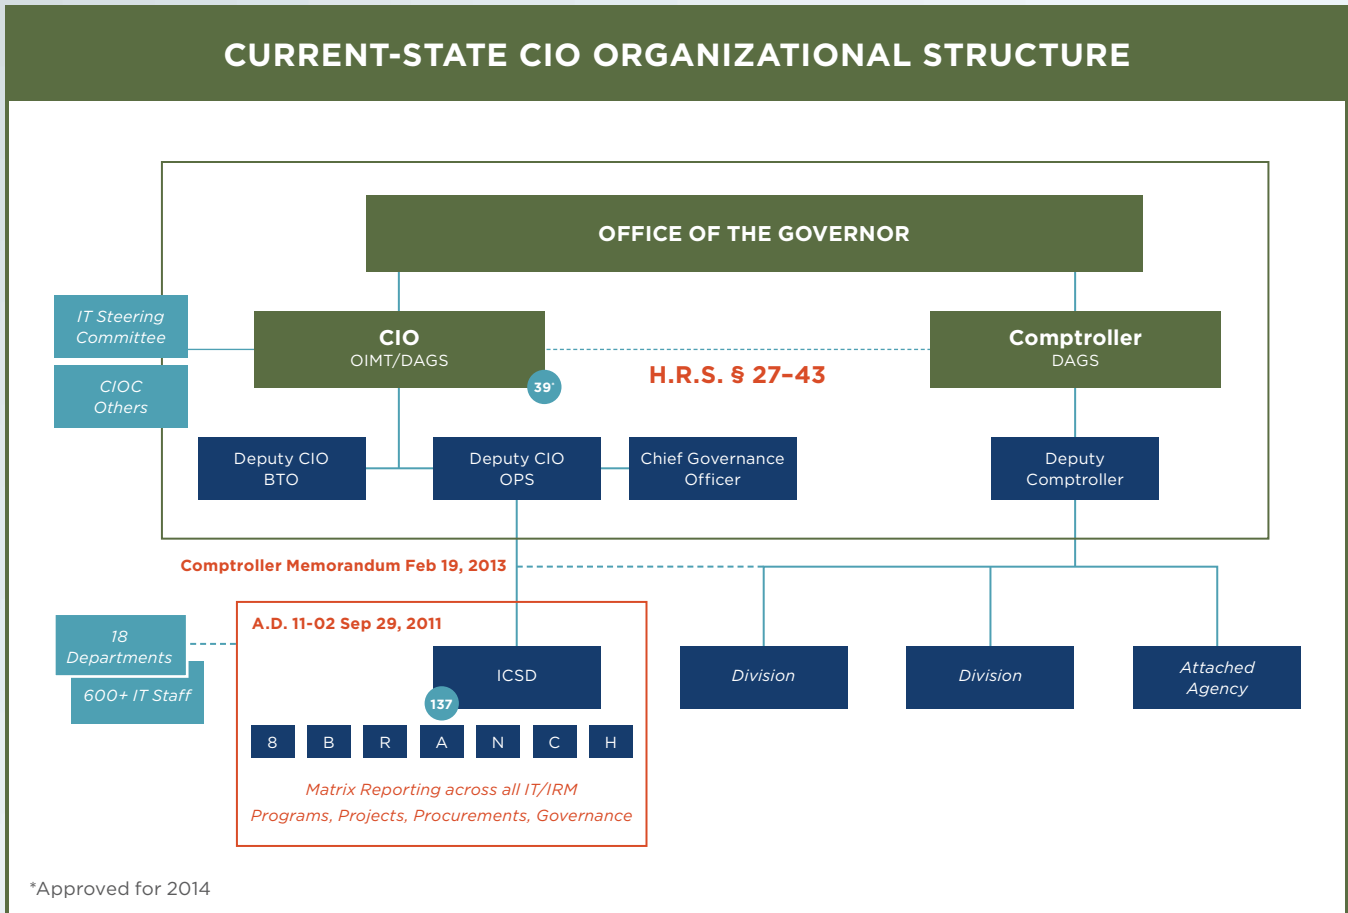 CURRENT-STATE CIO ORGANIZATIONAL STRUCTURE
OFFICE OF THE GOVERNOR
IT Steering
Committee
CIOC
Others
CIO
OIMT/DAGS
39*
H.R.S. § 27–43
Comptroller
DAGS
Deputy CIO
BTO
Deputy CIO
OPS
Chief Governance
Officer
Deputy
Comptroller
Comptroller Memorandum Feb 19, 2013
18
Departments
600+ IT Staff
A.D. 11-02 Sep 29, 2011
ICSD
137
8 B R A N C H
Matrix Reporting across all IT/IRM
Programs, Projects, Procurements, Governance
Division
Division
Attached
Agency
*Approved for 2014